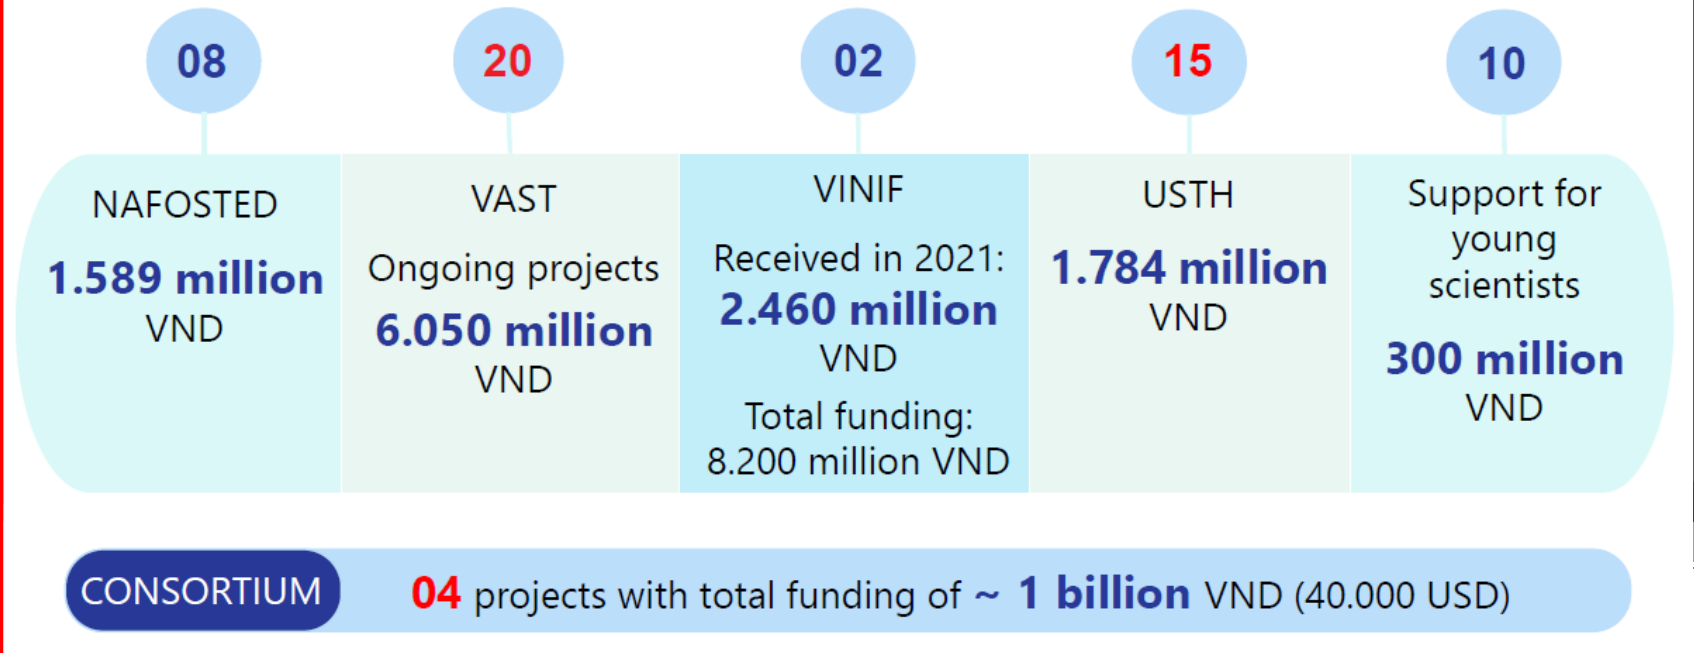 08
NAFOSTED
1.589 million
VND
20
VAST
Ongoing projects
6.050 million
VND
02
VINIF
Received in 2021:
2.460 million
VND
Total funding:
8.200 million VND
15
USTH
1.784 million
VND
10
Support for
young
scientists
300 million
VND
CONSORTIUM
04 projects with total funding of ~ 1 billion VND (40.000 USD)